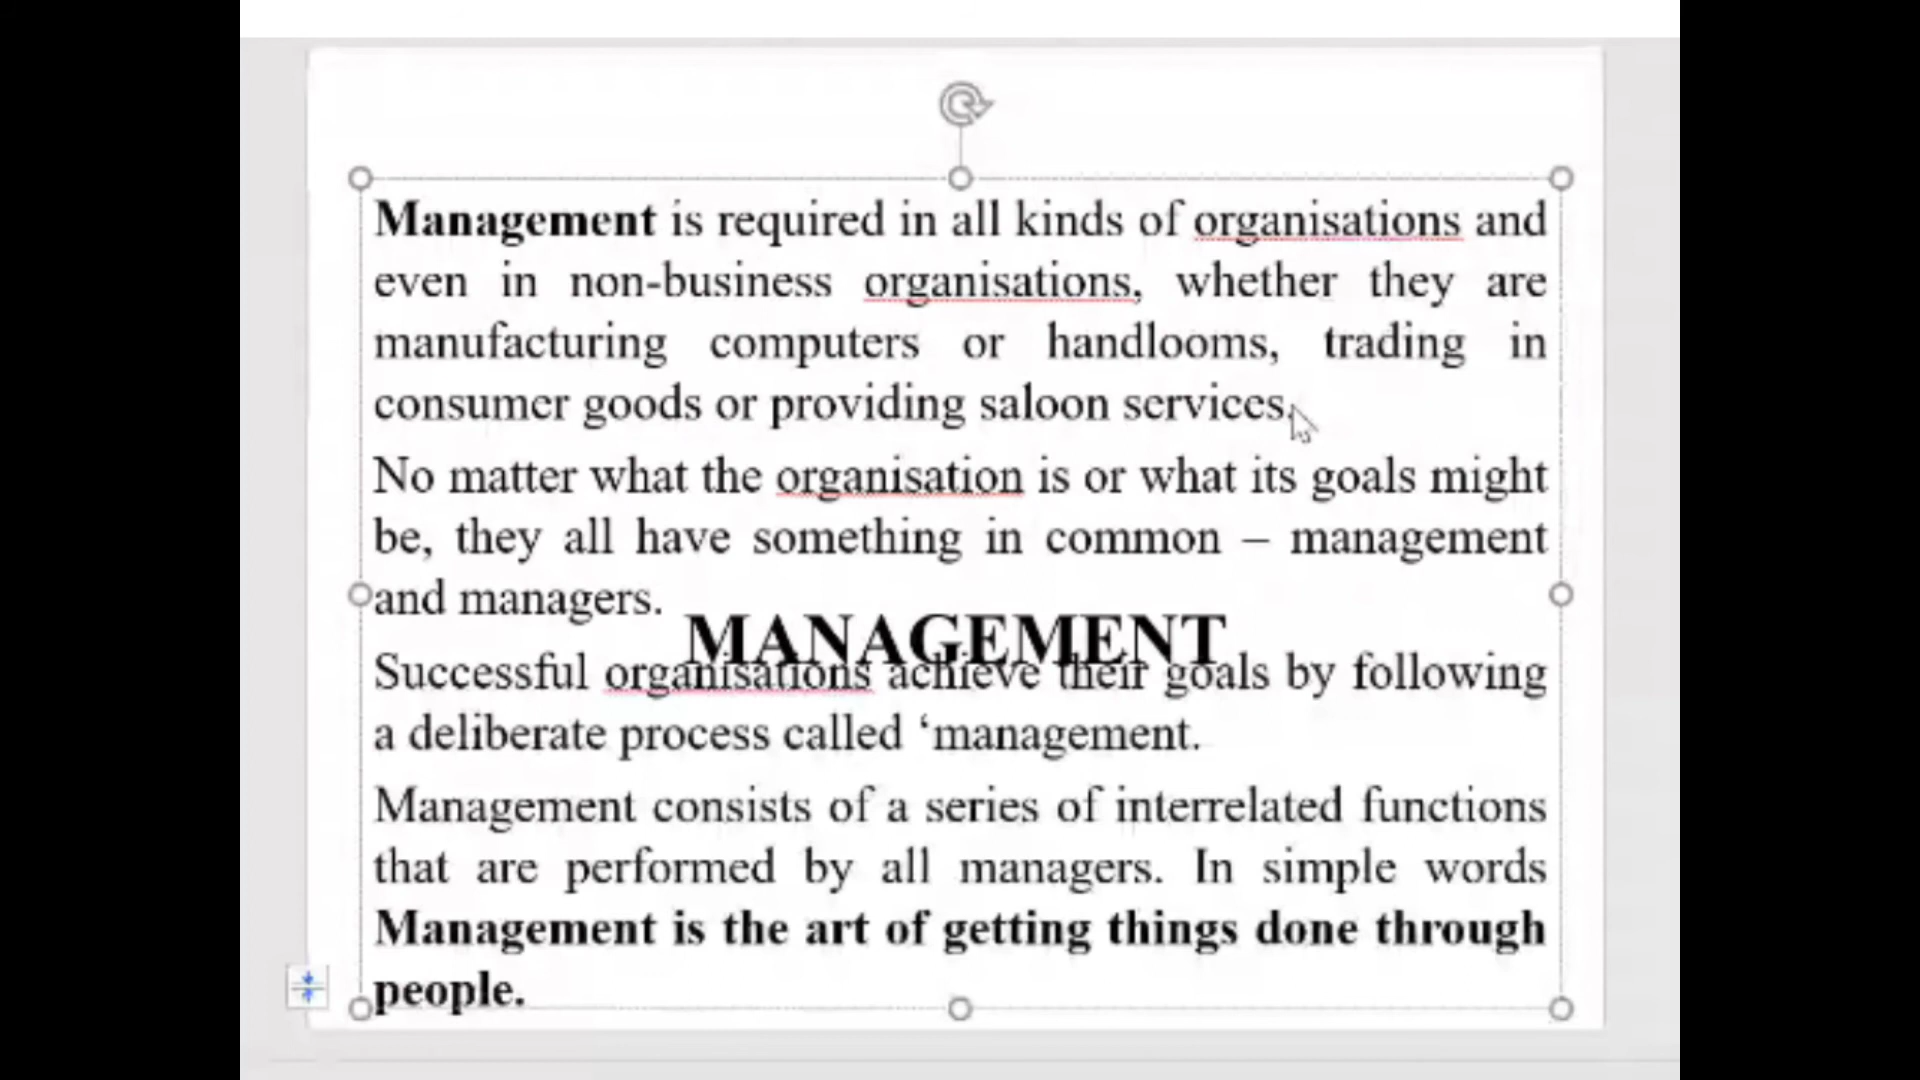 Management is required in all kinds of organisations and
even in non-business organisations, whether they are
manufacturing computers or handlooms, trading in
consumer goods or providing saloon services.
No matter what the organisation is or what its goals might
be, they all have something in common – management
and managers.
MANAGEMENT
Successful organisations achieve their goals by following
a deliberate process called ‘management.
Management consists of a series of interrelated functions
that are performed by all managers. In simple words
Management is the art of getting things done through
people.